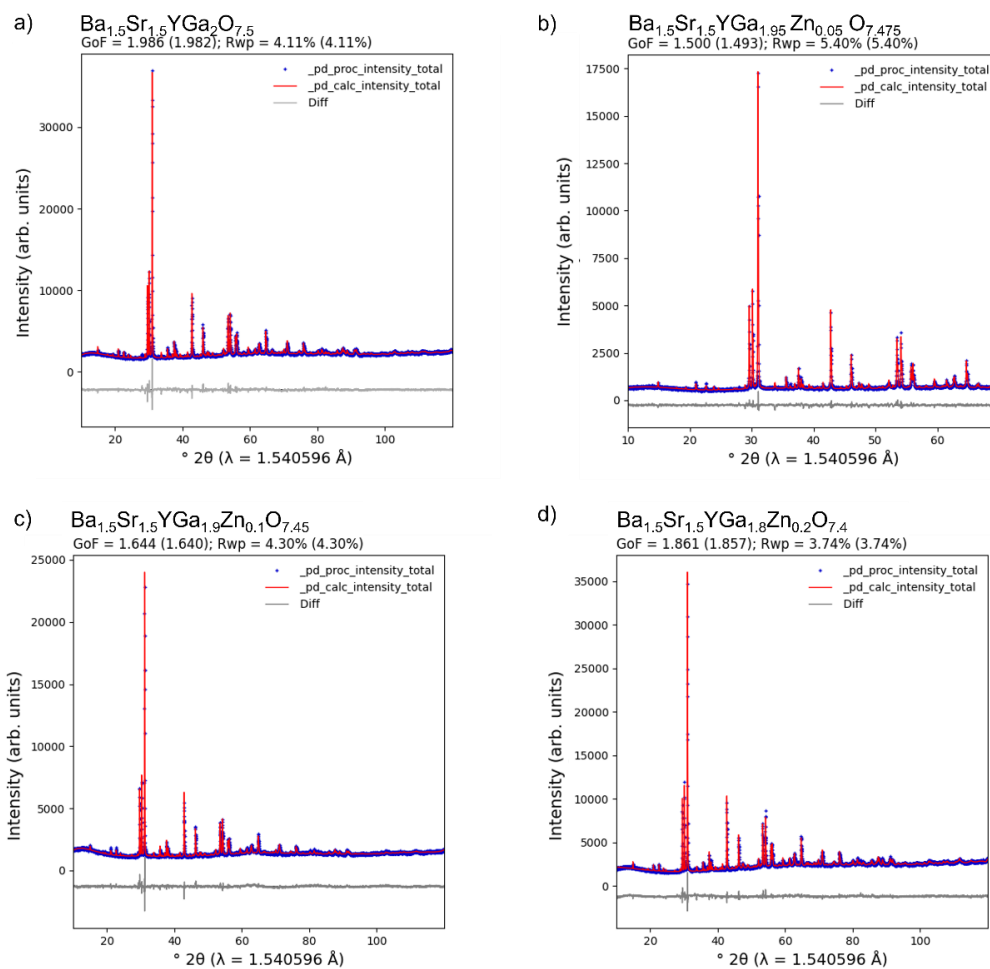 a) Ba1.5Sr1.5YGa2O7.5
GoF = 1.986 (1.982); Rwp = 4.11% (4.11%)
_pd_proc_intensity_total
_pd_calc_intensity_total
Diff
30000
20000
10000
0
Intensity (arb. units)
20 40 60 80 100
° 2θ (λ = 1.540596 Å)
b) Ba1.5Sr1.5YGa1.95 Zn0.05 O7.475
GoF = 1.500 (1.493); Rwp = 5.40% (5.40%)
_pd_proc_intensity_total
_pd_calc_intensity_total
Diff
17500
15000
12500
10000
7500
5000
2500
0
Intensity (arb. units)
10 20 30 40 50 60
° 2θ (λ = 1.540596 Å)
c) Ba1.5Sr1.5YGa1.9Zn0.1O7.45
GoF = 1.644 (1.640); Rwp = 4.30% (4.30%)
_pd_proc_intensity_total
_pd_calc_intensity_total
Diff
25000
20000
15000
10000
5000
0
Intensity (arb. units)
20 40 60 80 100
° 2θ (λ = 1.540596 Å)
d) Ba1.5Sr1.5YGa1.8Zn0.2O7.4
GoF = 1.861 (1.857); Rwp = 3.74% (3.74%)
_pd_proc_intensity_total
_pd_calc_intensity_total
Diff
35000
30000
25000
20000
15000
10000
5000
0
Intensity (arb. units)
20 40 60 80 100
° 2θ (λ = 1.540596 Å)